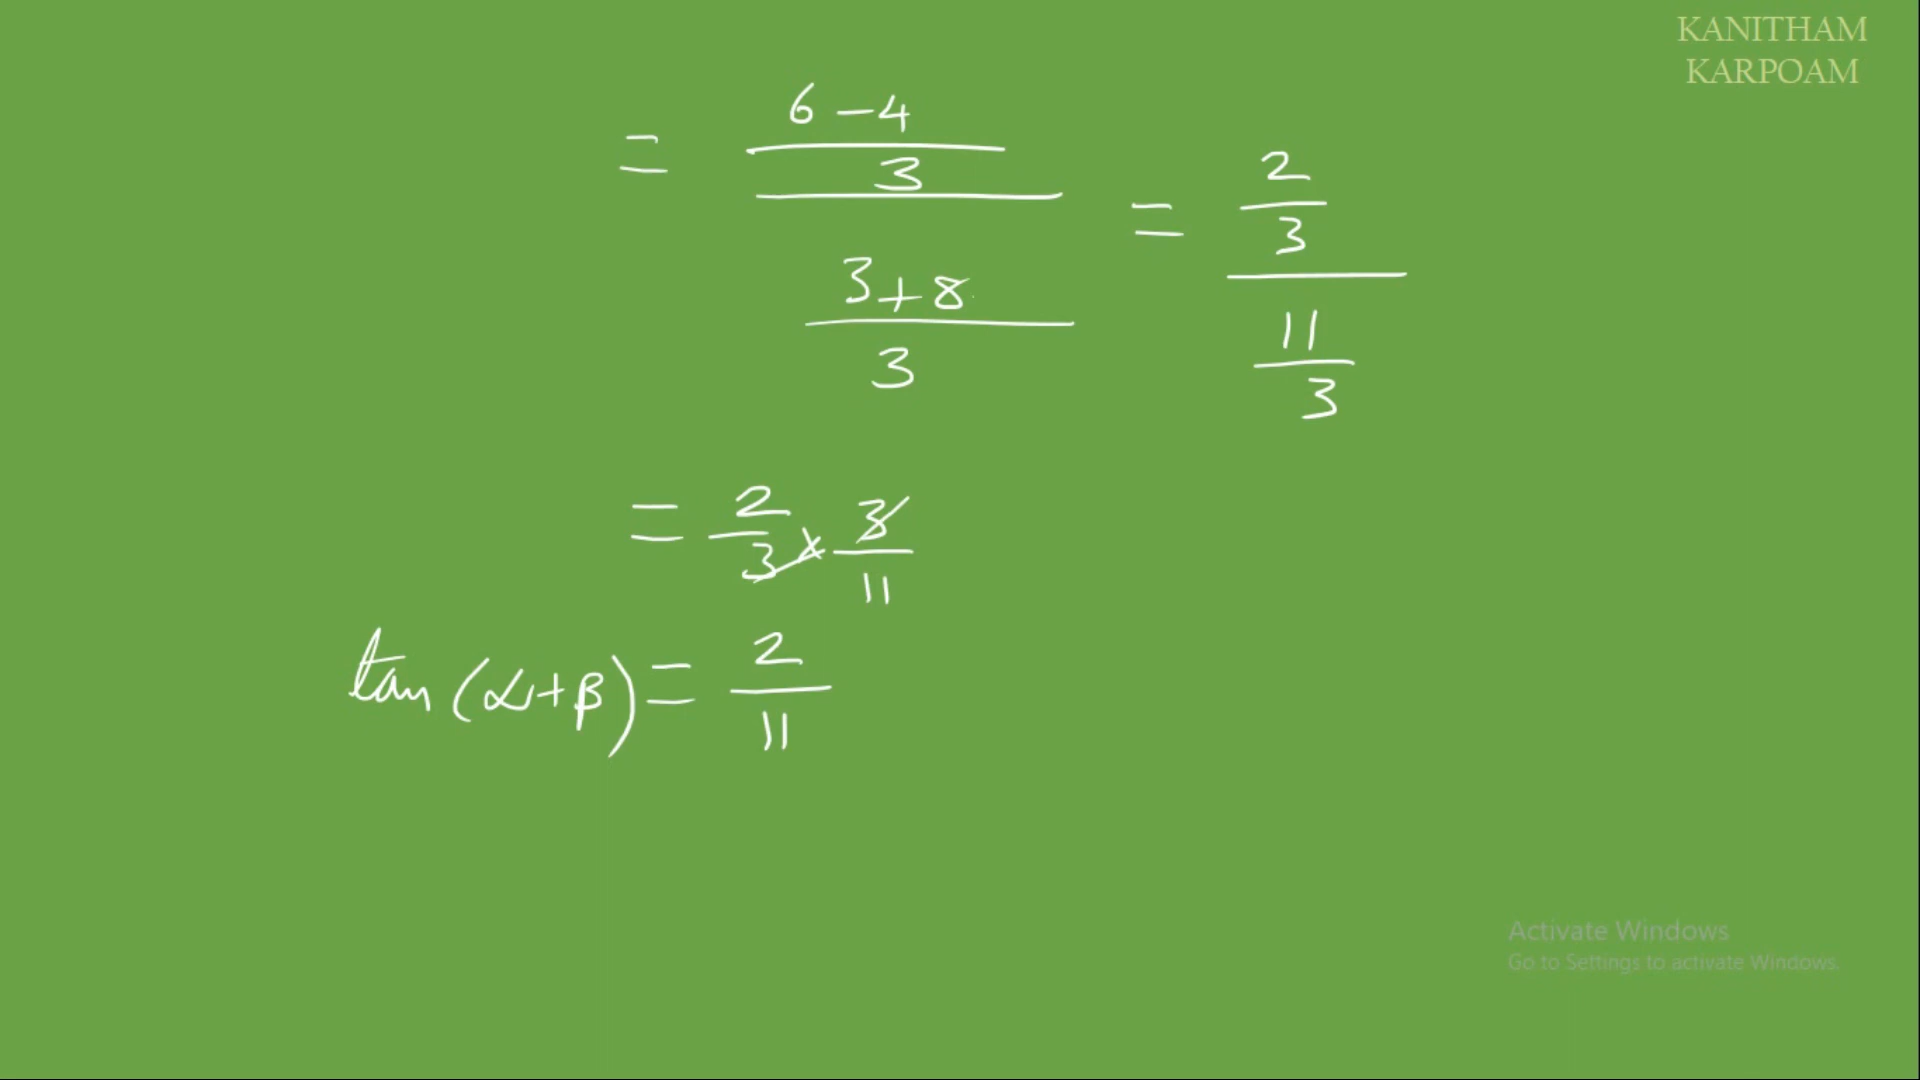 KANITHAM
KARPOAM
= (6 - 4 / 3) / (3 + 8 / 3) = (2 / 3) / (11 / 3)
= 2/3 x 3/11
tan (α + β) = 2/11
Activate Windows
Go to Settings to activate Windows.